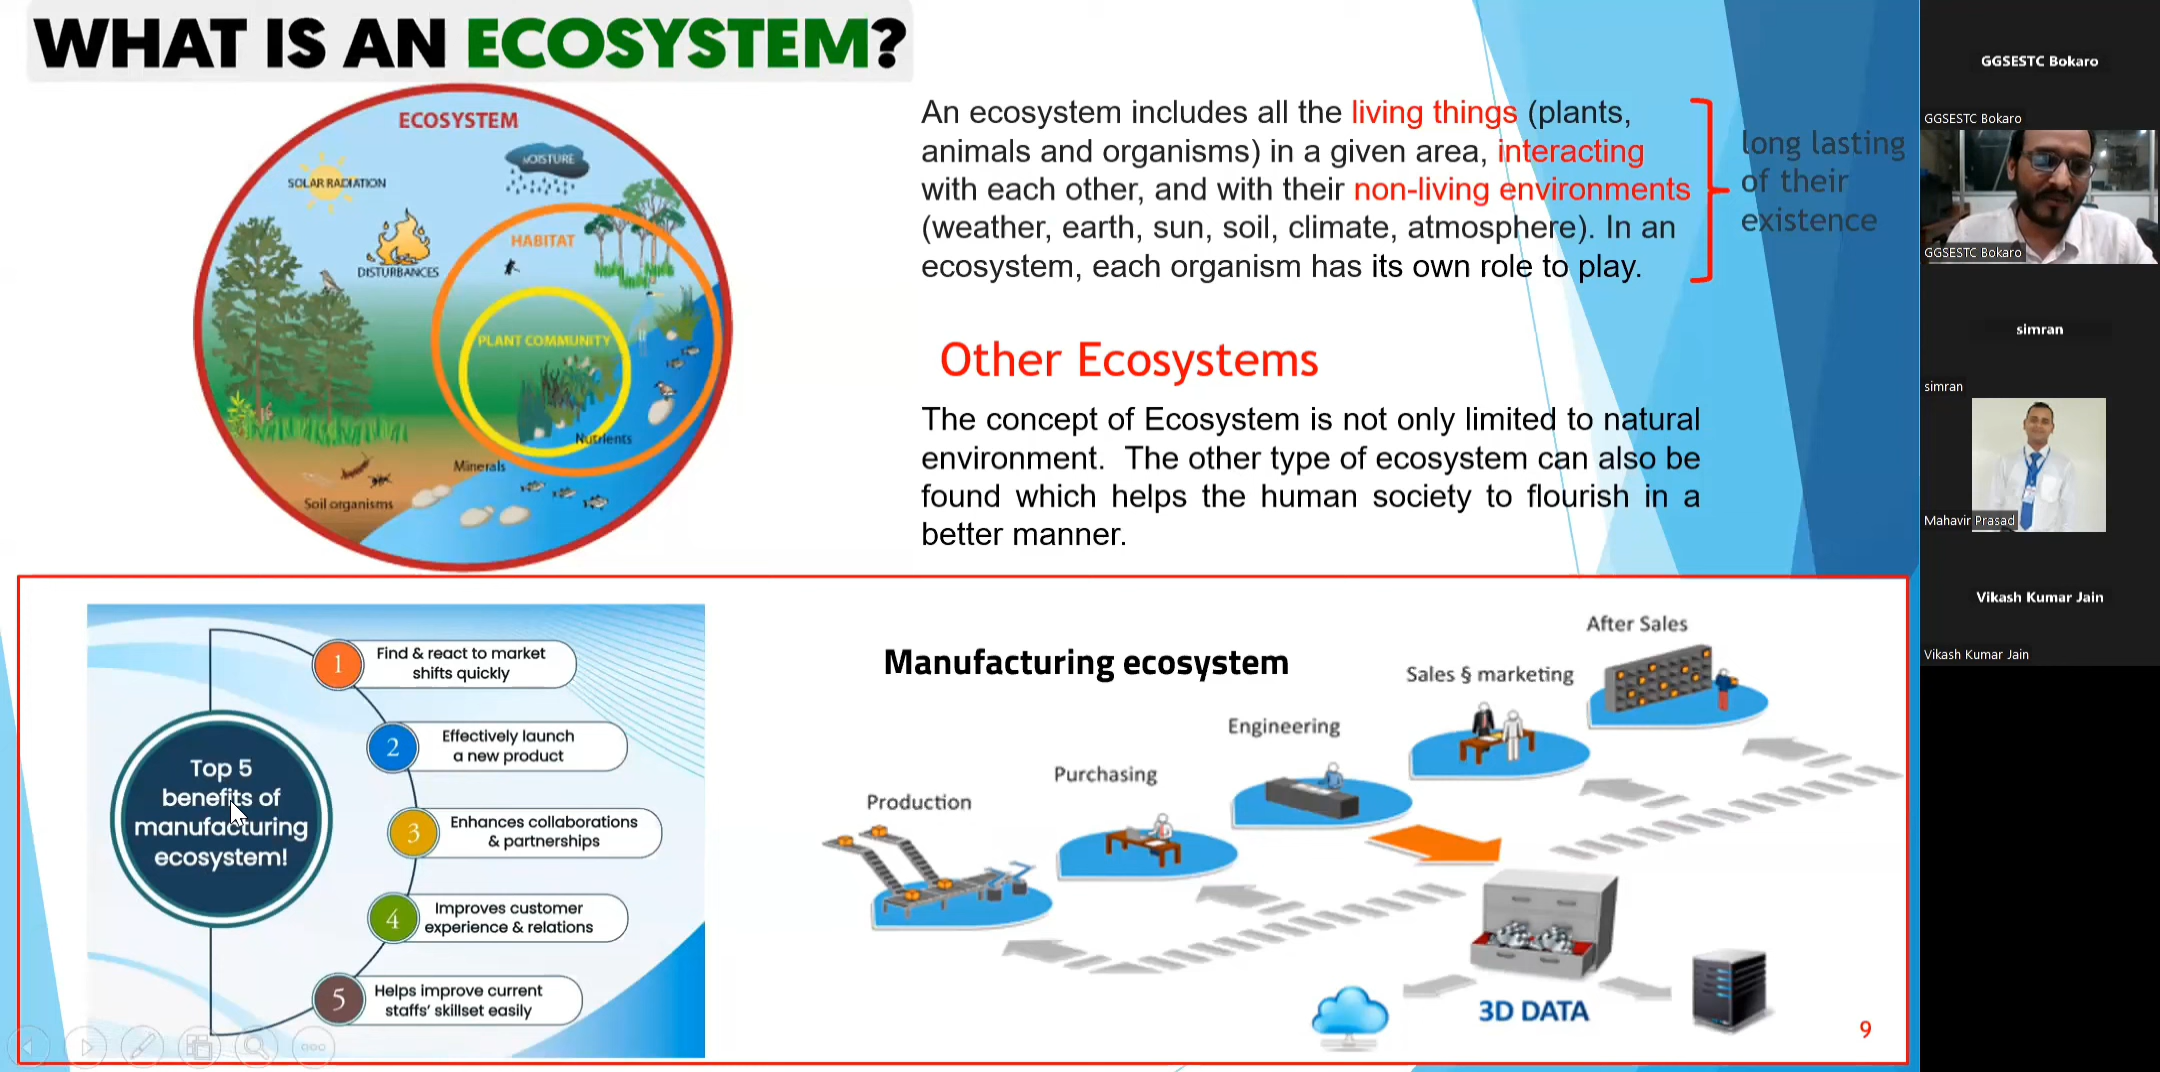 WHAT IS AN ECOSYSTEM?
ECOSYSTEM
SOLAR RADIATION
MOISTURE
DISTURBANCES
HABITAT
PLANT COMMUNITY
Nutrients
Minerals
Soil organisms
An ecosystem includes all the living things (plants,
animals and organisms) in a given area, interacting
with each other, and with their non-living environments
(weather, earth, sun, soil, climate, atmosphere). In an
ecosystem, each organism has its own role to play.
long lasting
of their
existence
Other Ecosystems
The concept of Ecosystem is not only limited to natural
environment. The other type of ecosystem can also be
found which helps the human society to flourish in a
better manner.
Top 5
benefits of
manufacturing
ecosystem!
1
Find & react to market
shifts quickly
2
Effectively launch
a new product
3
Enhances collaborations
& partnerships
4
Improves customer
experience & relations
5
Helps improve current
staffs' skillset easily
Manufacturing ecosystem
Production
Purchasing
Engineering
Sales § marketing
After Sales
3D DATA
9
GGSESTC Bokaro
GGSESTC Bokaro
GGSESTC Bokaro
simran
simran
Mahavir Prasad
Vikash Kumar Jain
Vikash Kumar Jain